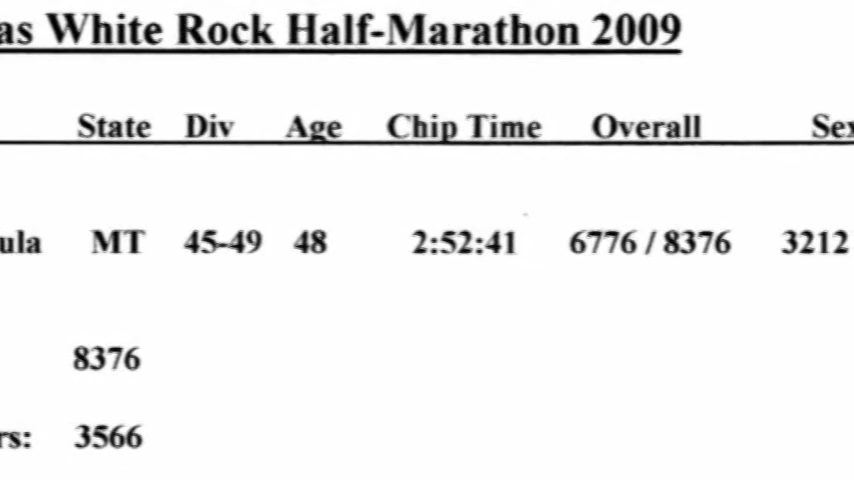 as White Rock Half-Marathon 2009
State Div Age Chip Time Overall Sex
ula MT 45-49 48 2:52:41 6776 / 8376 3212
8376
rs: 3566